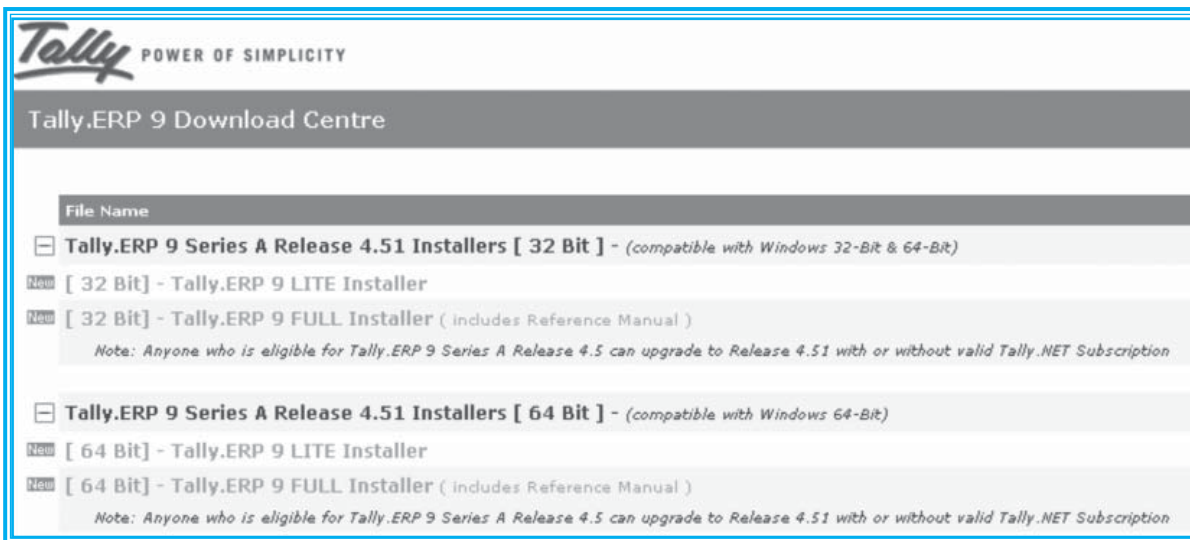 Tally POWER OF SIMPLICITY
Tally.ERP 9 Download Centre
File Name
Tally.ERP 9 Series A Release 4.51 Installers [ 32 Bit ] - (compatible with Windows 32-Bit & 64-Bit)
New [ 32 Bit] - Tally.ERP 9 LITE Installer
New [ 32 Bit] - Tally.ERP 9 FULL Installer ( includes Reference Manual )
Note: Anyone who is eligible for Tally.ERP 9 Series A Release 4.5 can upgrade to Release 4.51 with or without valid Tally.NET Subscription
Tally.ERP 9 Series A Release 4.51 Installers [ 64 Bit ] - (compatible with Windows 64-Bit)
New [ 64 Bit] - Tally.ERP 9 LITE Installer
New [ 64 Bit] - Tally.ERP 9 FULL Installer ( includes Reference Manual )
Note: Anyone who is eligible for Tally.ERP 9 Series A Release 4.5 can upgrade to Release 4.51 with or without valid Tally.NET Subscription